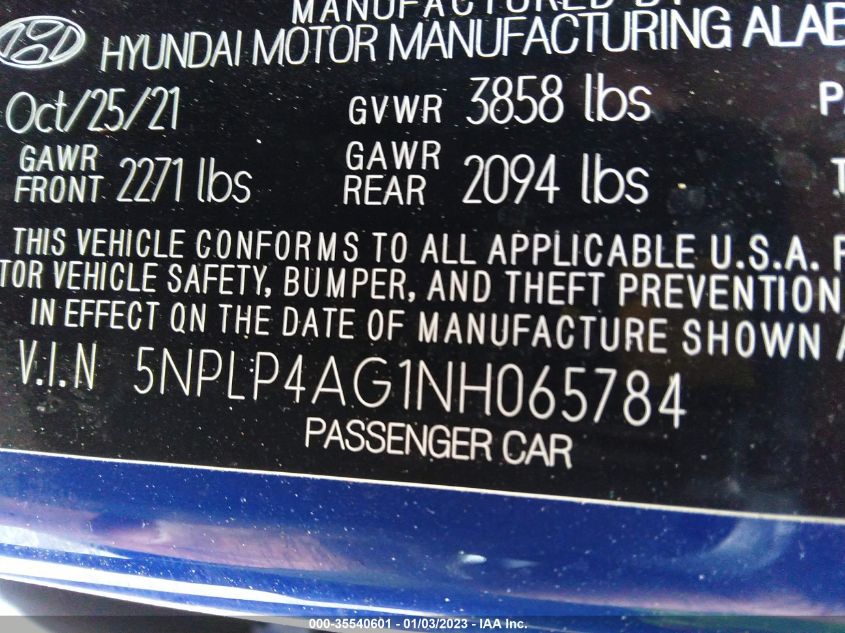 MANUFACTURED BY
HYUNDAI MOTOR MANUFACTURING ALAB
Oct/25/21 GVWR 3858 lbs
GAWR FRONT 2271 lbs GAWR REAR 2094 lbs
THIS VEHICLE CONFORMS TO ALL APPLICABLE U.S.A. F
TOR VEHICLE SAFETY, BUMPER, AND THEFT PREVENTION
IN EFFECT ON THE DATE OF MANUFACTURE SHOWN A
V.I.N 5NPLP4AG1NH065784
PASSENGER CAR
000-35540601 - 01/03/2023 - IAA Inc.